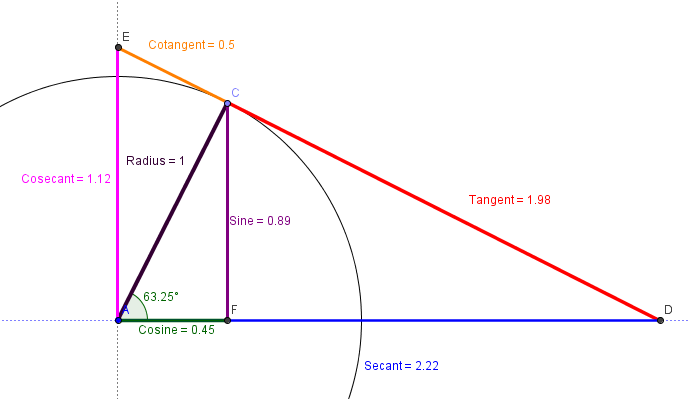 E
Cotangent = 0.5
C
Radius = 1
Cosecant = 1.12
Tangent = 1.98
Sine = 0.89
63.25°
A
F
D
Cosine = 0.45
Secant = 2.22